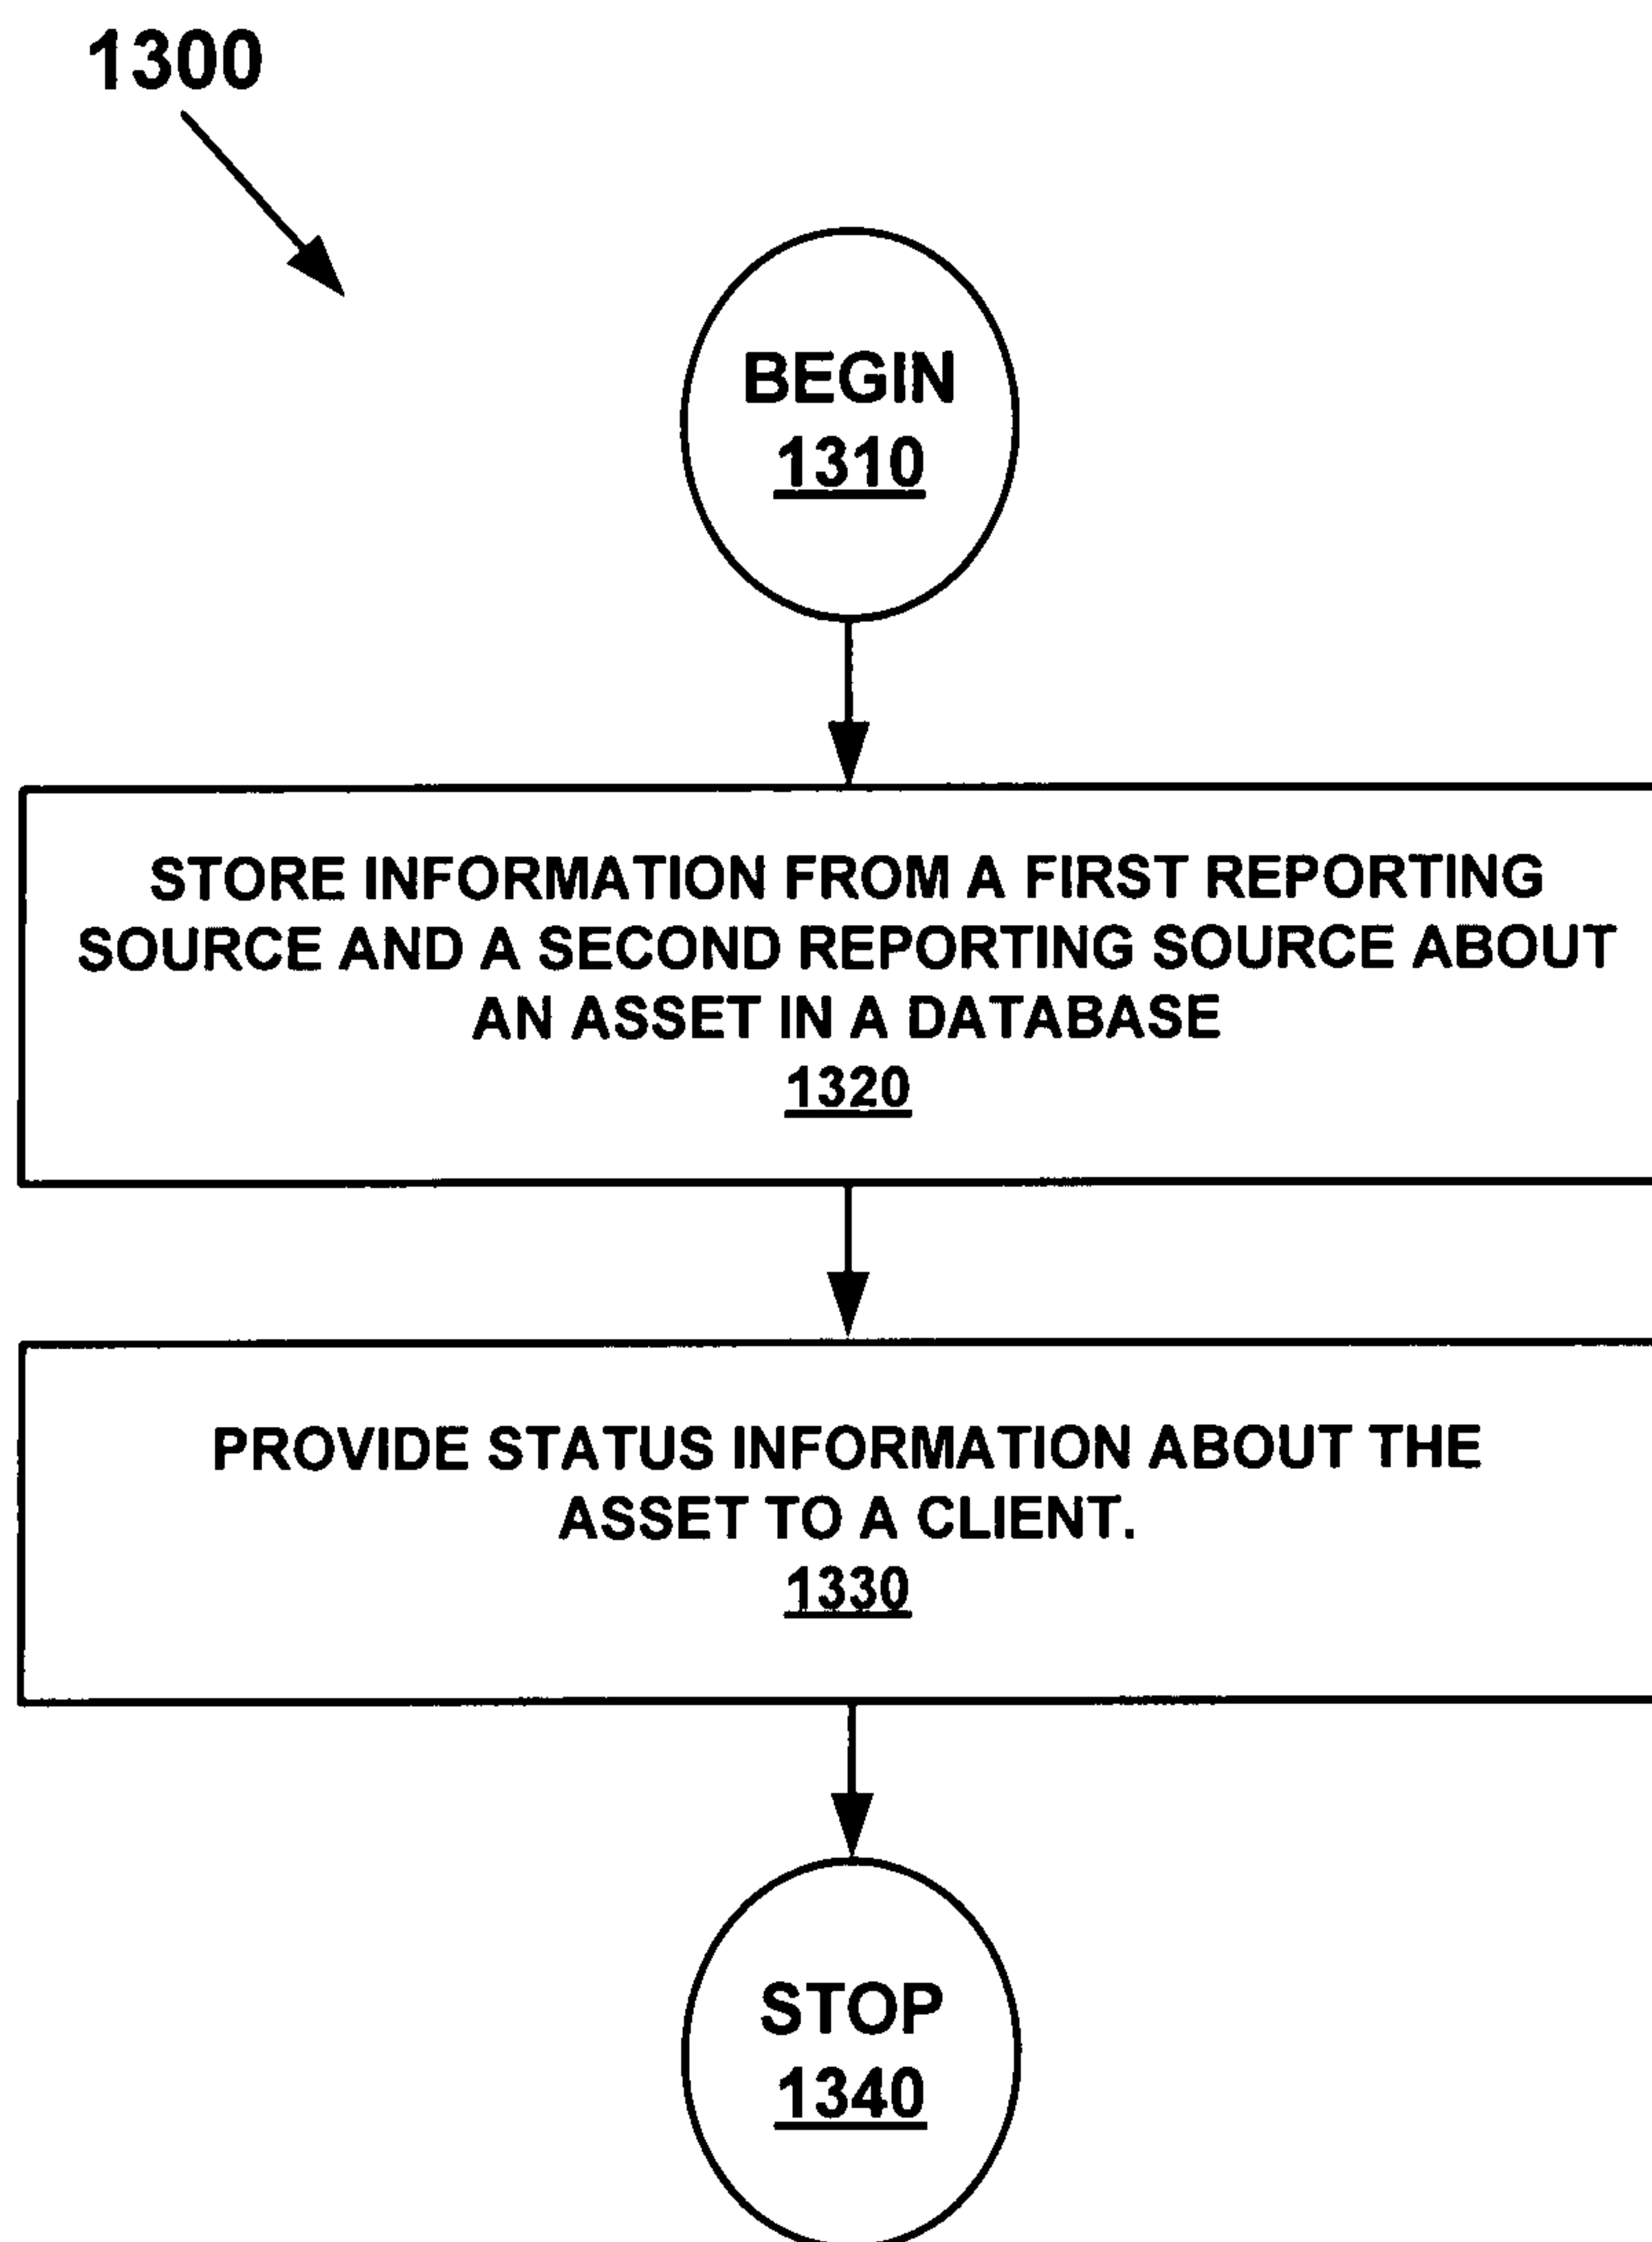 1300
BEGIN
1310
STORE INFORMATION FROM A FIRST REPORTING
SOURCE AND A SECOND REPORTING SOURCE ABOUT
AN ASSET IN A DATABASE
1320
PROVIDE STATUS INFORMATION ABOUT THE
ASSET TO A CLIENT.
1330
STOP
1340